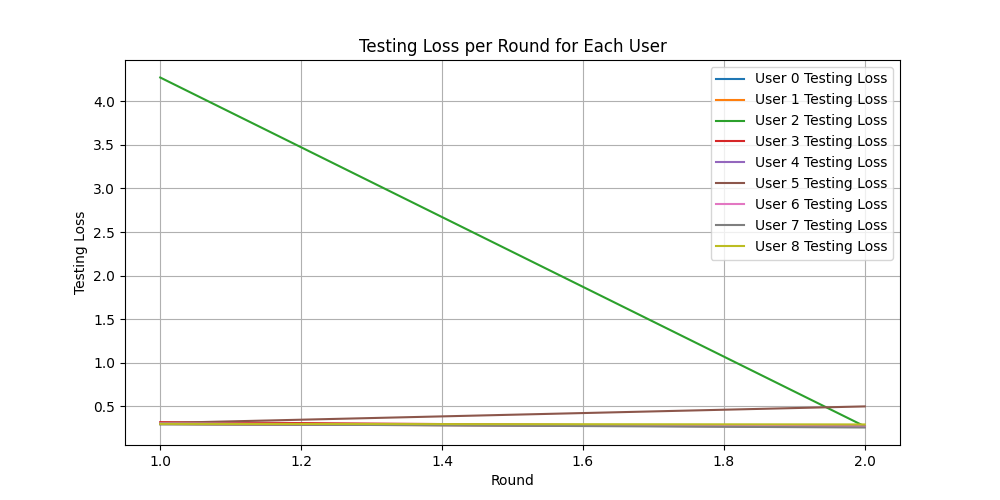 Testing Loss per Round for Each User
Testing Loss
4.0
3.5
3.0
2.5
2.0
1.5
1.0
0.5
User 0 Testing Loss
User 1 Testing Loss
User 2 Testing Loss
User 3 Testing Loss
User 4 Testing Loss
User 5 Testing Loss
User 6 Testing Loss
User 7 Testing Loss
User 8 Testing Loss
1.0 1.2 1.4 1.6 1.8 2.0
Round